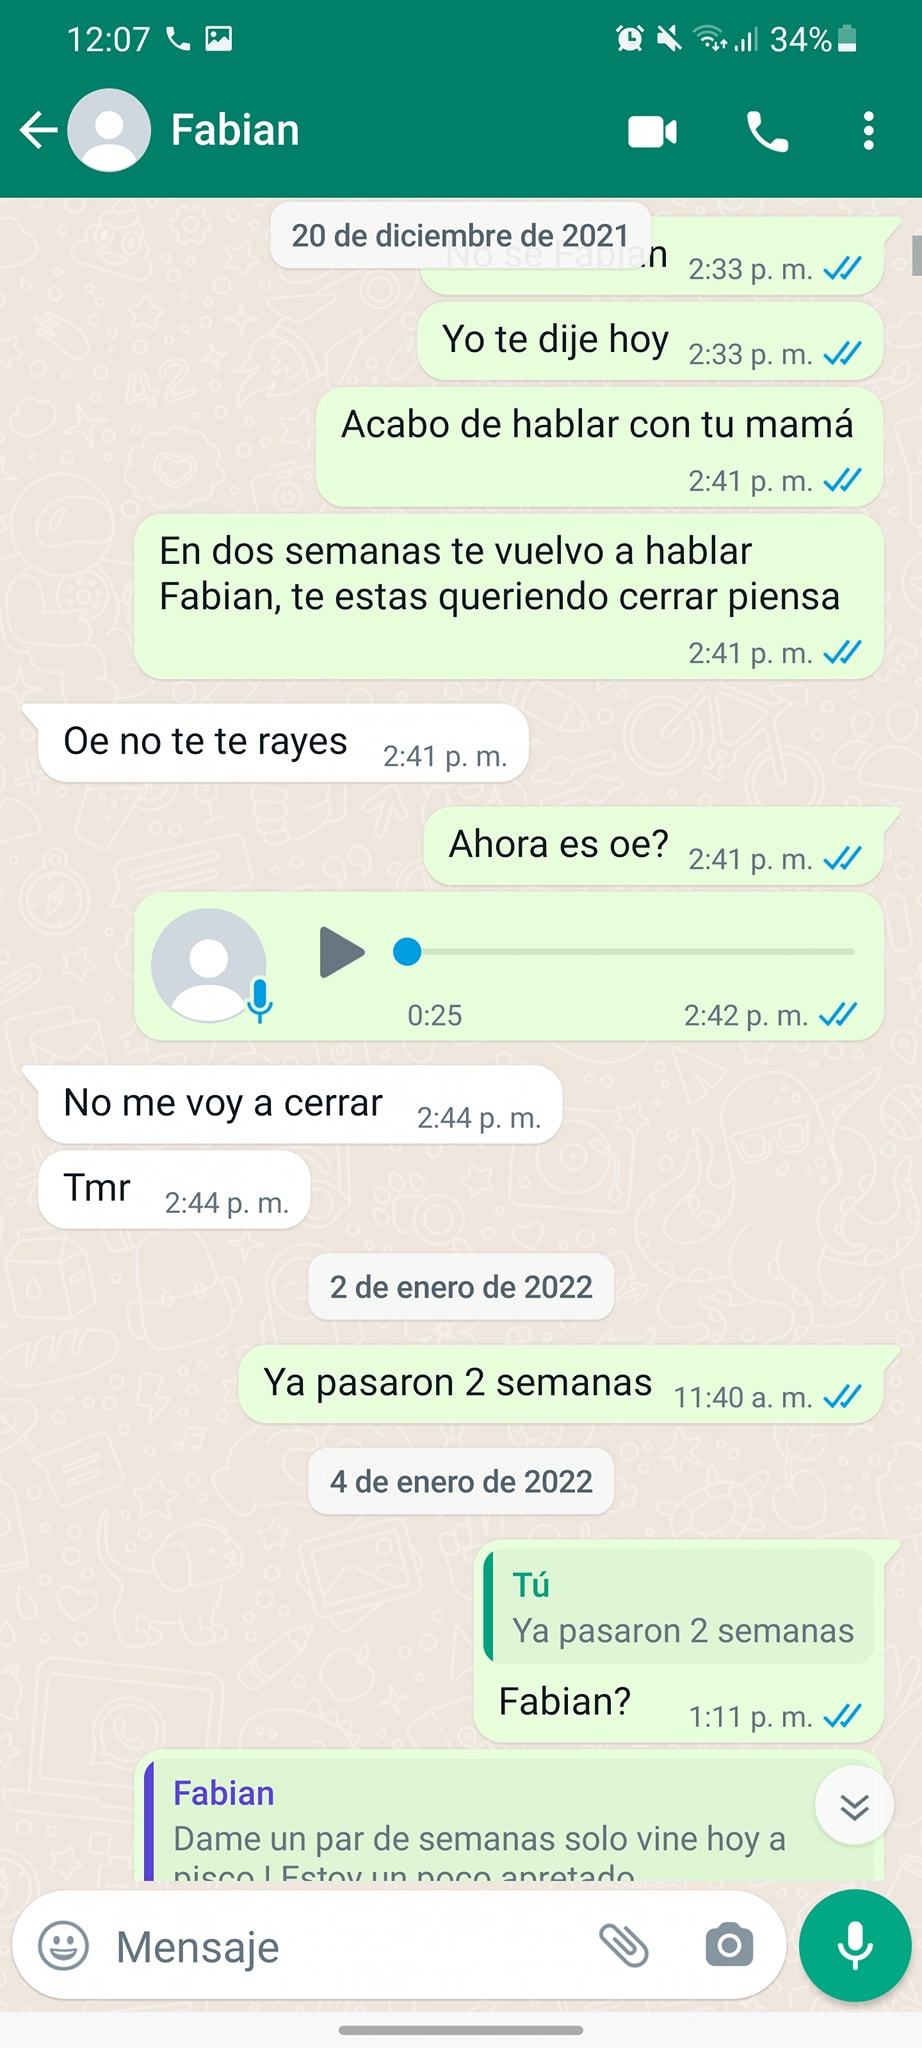 12:07
34%
Fabian
20 de diciembre de 2021
No se Fabian
2:33 p. m.
Yo te dije hoy
2:33 p. m.
Acabo de hablar con tu mamá
2:41 p. m.
En dos semanas te vuelvo a hablar
Fabian, te estas queriendo cerrar piensa
2:41 p. m.
Oe no te te rayes
2:41 p. m.
Ahora es oe?
2:41 p. m.
0:25
2:42 p. m.
No me voy a cerrar
2:44 p. m.
Tmr
2:44 p. m.
2 de enero de 2022
Ya pasaron 2 semanas
11:40 a. m.
4 de enero de 2022
Tú
Ya pasaron 2 semanas
Fabian?
1:11 p. m.
Fabian
Dame un par de semanas solo vine hoy a
pisco ! Estoy un poco apretado
Mensaje